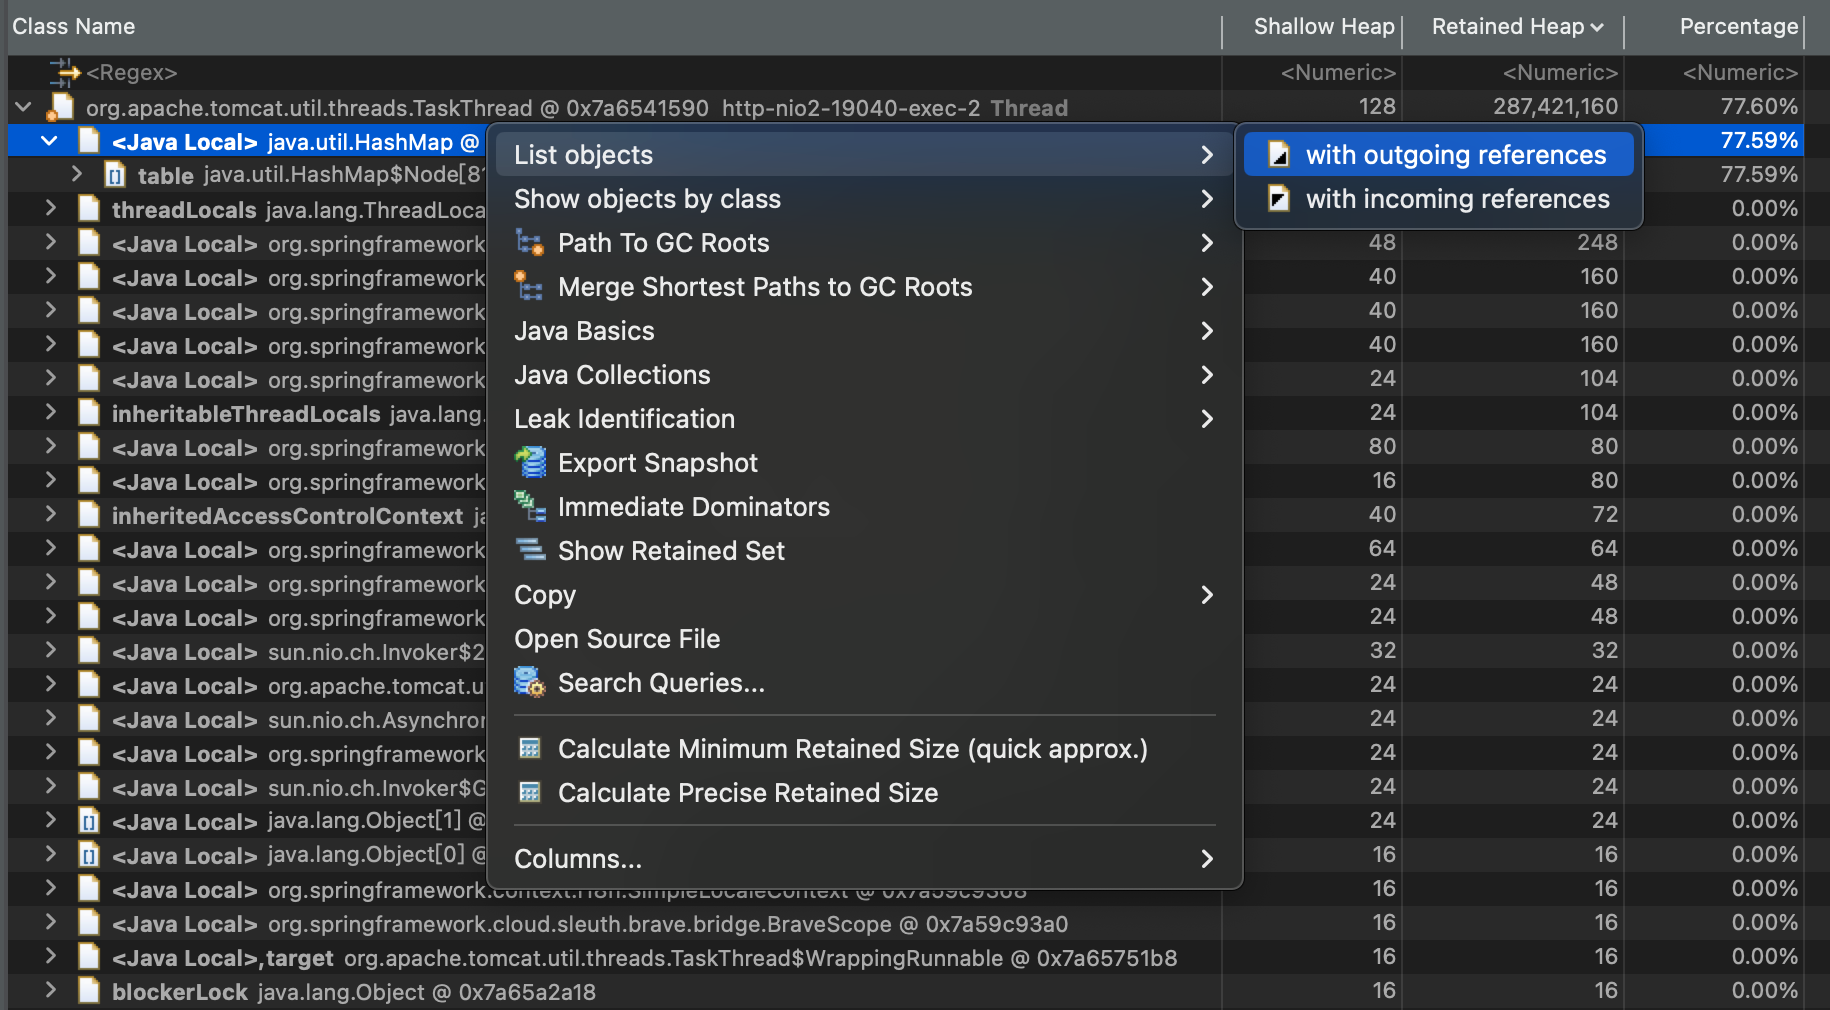 Class Name Shallow Heap Retained Heap Percentage
<Regex> <Numeric> <Numeric> <Numeric>
org.apache.tomcat.util.threads.TaskThread @ 0x7a6541590 http-nio2-19040-exec-2 Thread 128 287,421,160 77.60%
<Java Local> java.util.HashMap @ 77.59%
table java.util.HashMap$Node[81 77.59%
threadLocals java.lang.ThreadLoca 0.00%
<Java Local> org.springframework 48 248 0.00%
<Java Local> org.springframework 40 160 0.00%
<Java Local> org.springframework 40 160 0.00%
<Java Local> org.springframework 40 160 0.00%
<Java Local> org.springframework 24 104 0.00%
inheritableThreadLocals java.lang. 24 104 0.00%
<Java Local> org.springframework 80 80 0.00%
<Java Local> org.springframework 16 80 0.00%
inheritedAccessControlContext ja 40 72 0.00%
<Java Local> org.springframework 64 64 0.00%
<Java Local> org.springframework 24 48 0.00%
<Java Local> org.springframework 24 48 0.00%
<Java Local> sun.nio.ch.Invoker$2 32 32 0.00%
<Java Local> org.apache.tomcat.u 24 24 0.00%
<Java Local> sun.nio.ch.Asynchron 24 24 0.00%
<Java Local> org.springframework 24 24 0.00%
<Java Local> sun.nio.ch.Invoker$G 24 24 0.00%
<Java Local> java.lang.Object[1] @ 24 24 0.00%
<Java Local> java.lang.Object[0] @ 16 16 0.00%
<Java Local> org.springframework.context.i18n.SimpleLocaleContext @ 16 16 0.00%
<Java Local> org.springframework.cloud.sleuth.brave.bridge.BraveScope @ 0x7a59c93a0 16 16 0.00%
<Java Local>,target org.apache.tomcat.util.threads.TaskThread$WrappingRunnable @ 0x7a65751b8 16 16 0.00%
blockerLock java.lang.Object @ 0x7a65a2a18 16 16 0.00%
List objects
Show objects by class
Path To GC Roots
Merge Shortest Paths to GC Roots
Java Basics
Java Collections
Leak Identification
Export Snapshot
Immediate Dominators
Show Retained Set
Copy
Open Source File
Search Queries...
Calculate Minimum Retained Size (quick approx.)
Calculate Precise Retained Size
Columns...
with outgoing references
with incoming references